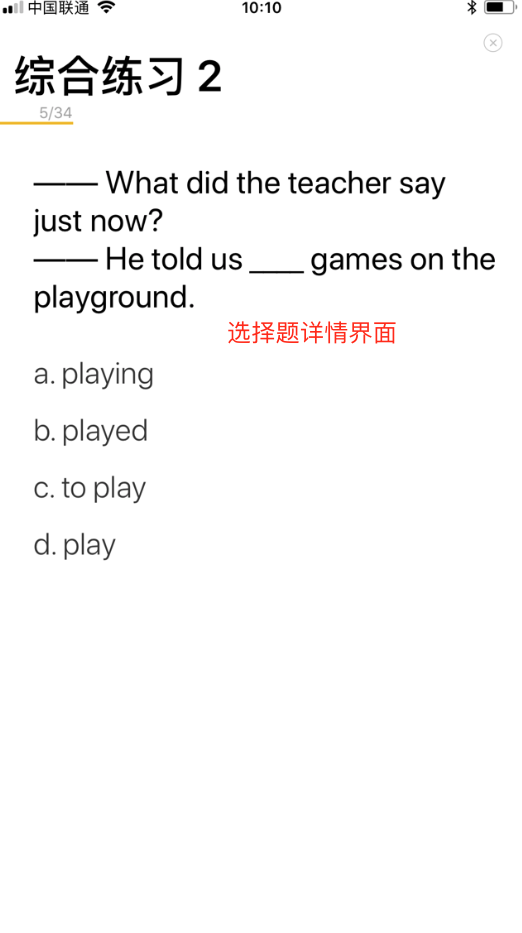 中国联通 10:10
综合练习 2
5/34
—— What did the teacher say
just now?
—— He told us ____ games on the
playground.
选择题详情界面
a. playing
b. played
c. to play
d. play